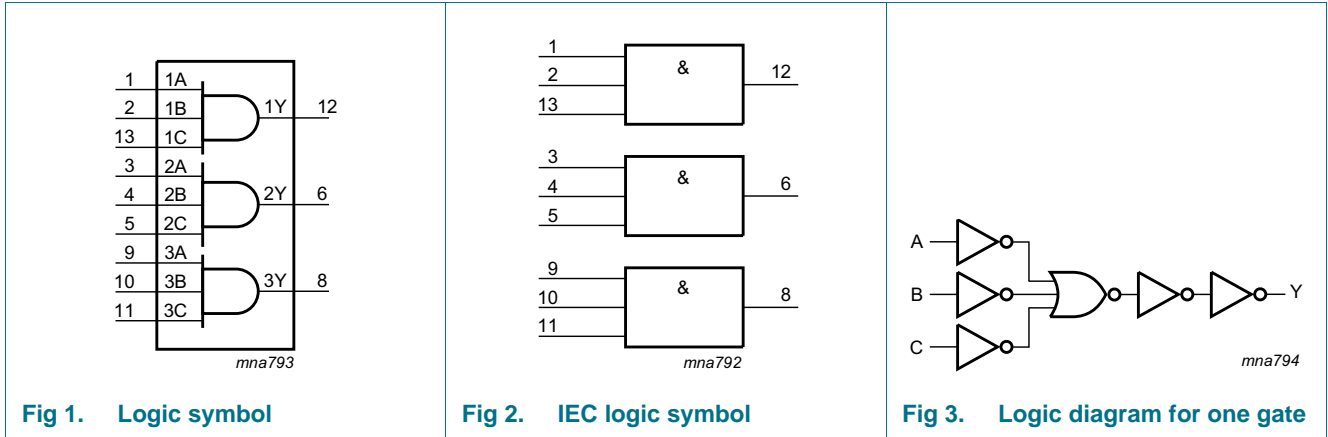 1 1A
2 1B 1Y 12
13 1C
3 2A
4 2B 2Y 6
5 2C
9 3A
10 3B 3Y 8
11 3C
mna793
Fig 1. Logic symbol
1
2 & 12
13
3
4 & 6
5
9
10 & 8
11
mna792
Fig 2. IEC logic symbol
A
B Y
C
mna794
Fig 3. Logic diagram for one gate